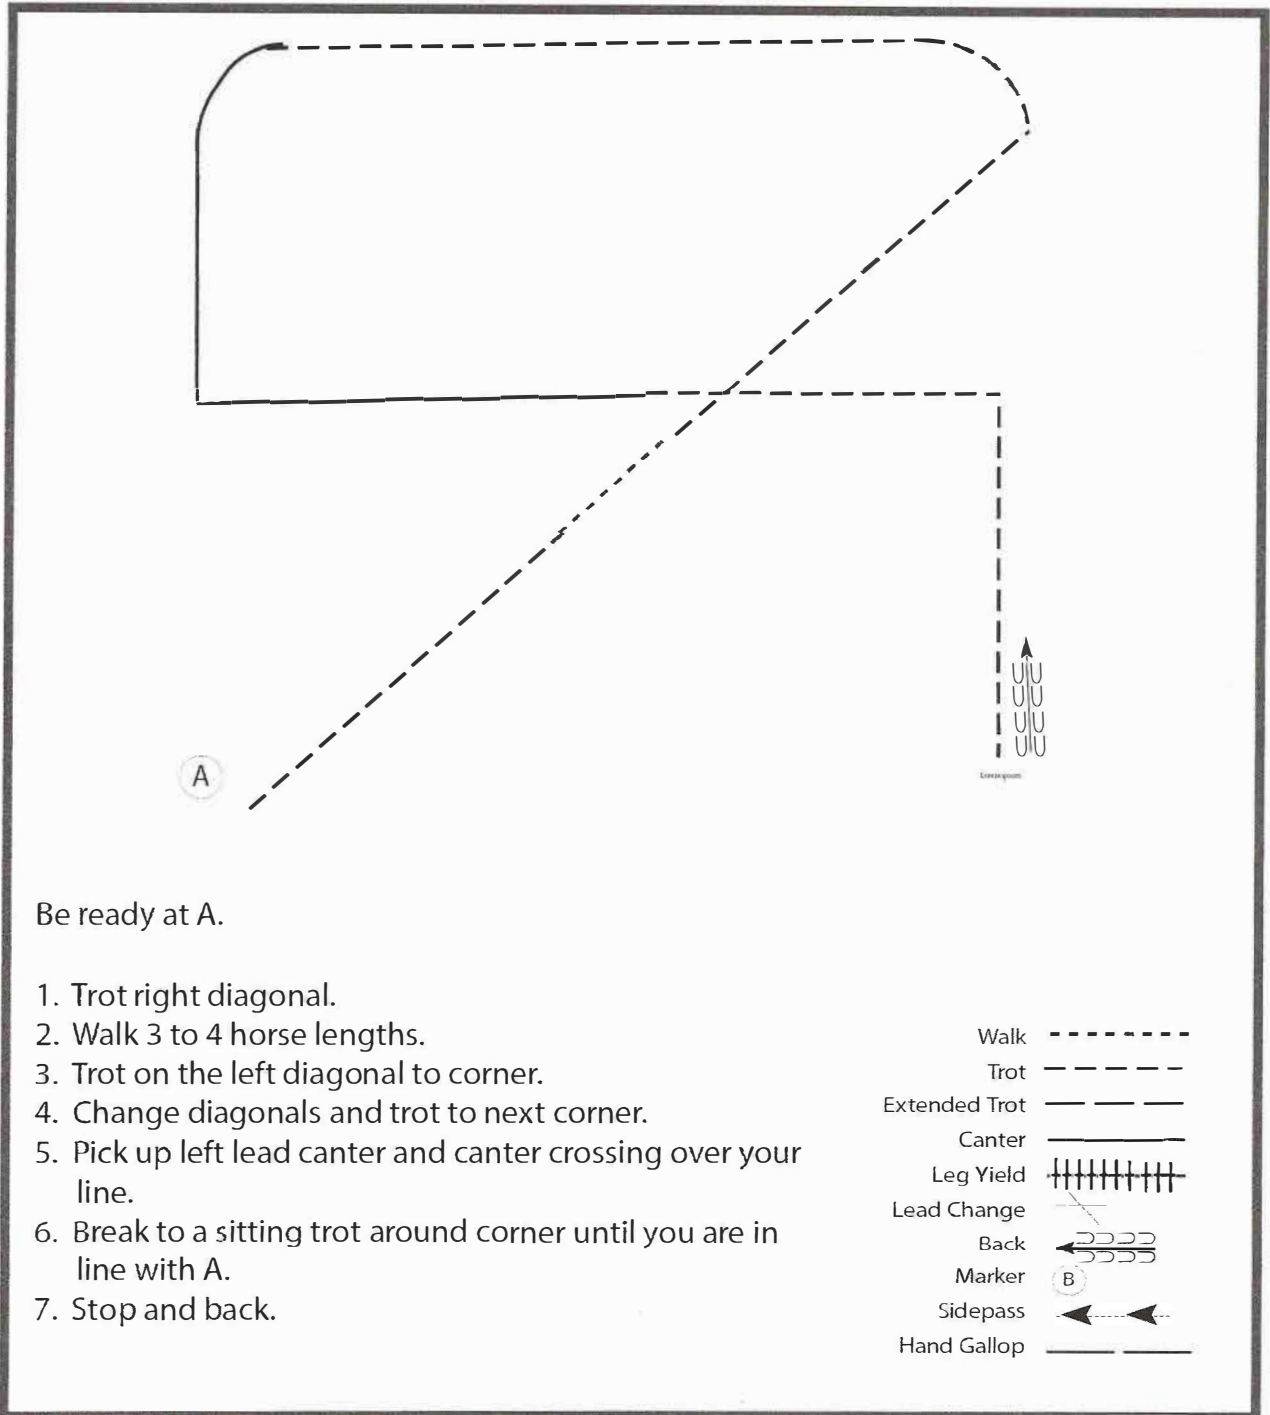 A
Be ready at A.
1. Trot right diagonal.
2. Walk 3 to 4 horse lengths.
3. Trot on the left diagonal to corner.
4. Change diagonals and trot to next corner.
5. Pick up left lead canter and canter crossing over your
line.
6. Break to a sitting trot around corner until you are in
line with A.
7. Stop and back.
Walk
Trot
Extended Trot
Canter
Leg Yield
Lead Change
Back
Marker B
Sidepass
Hand Gallop